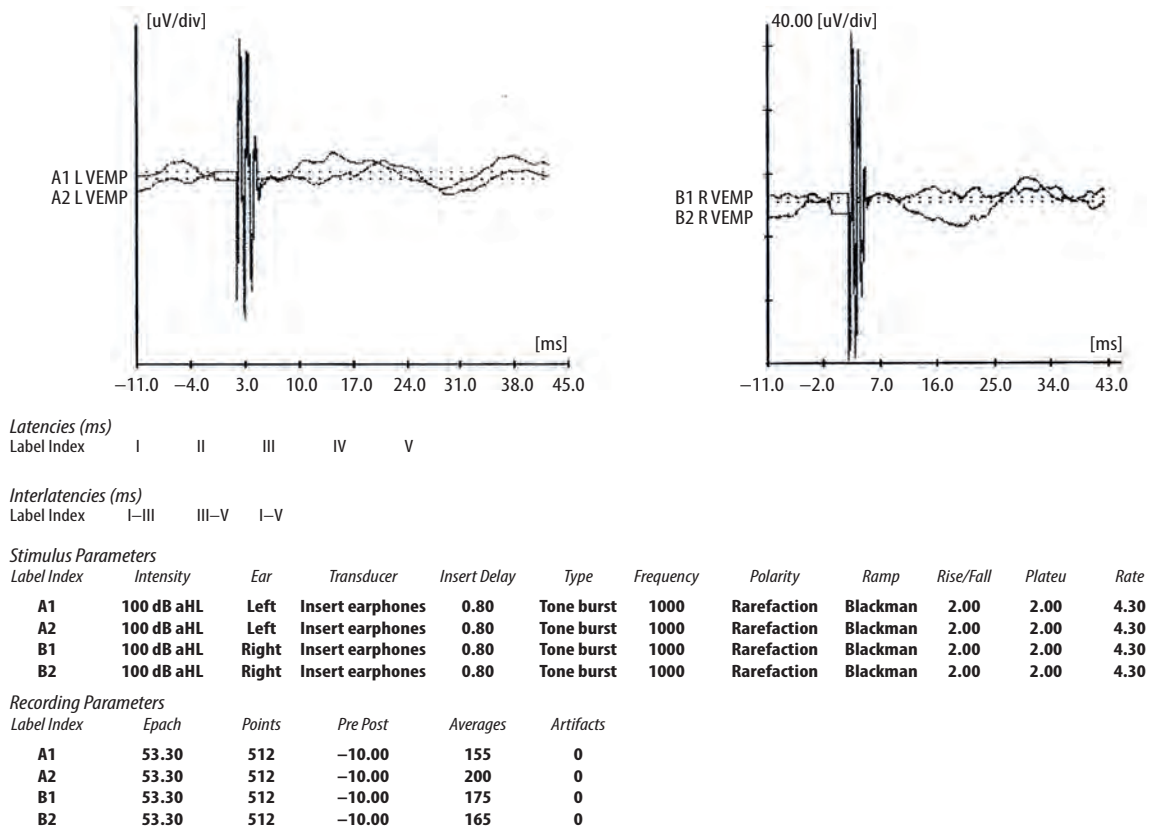 [uV/div]
A1 L VEMP
A2 L VEMP
[ms]
−11.0 −4.0 3.0 10.0 17.0 24.0 31.0 38.0 45.0
40.00 [uV/div]
B1 R VEMP
B2 R VEMP
[ms]
−11.0 −2.0 7.0 16.0 25.0 34.0 43.0
Latencies (ms)
Label Index I II III IV V
Interlatencies (ms)
Label Index I–III III–V I–V
Stimulus Parameters
Label Index Intensity Ear Transducer Insert Delay Type Frequency Polarity Ramp Rise/Fall Plateu Rate
A1 100 dB aHL Left Insert earphones 0.80 Tone burst 1000 Rarefaction Blackman 2.00 2.00 4.30
A2 100 dB aHL Left Insert earphones 0.80 Tone burst 1000 Rarefaction Blackman 2.00 2.00 4.30
B1 100 dB aHL Right Insert earphones 0.80 Tone burst 1000 Rarefaction Blackman 2.00 2.00 4.30
B2 100 dB aHL Right Insert earphones 0.80 Tone burst 1000 Rarefaction Blackman 2.00 2.00 4.30
Recording Parameters
Label Index Epach Points Pre Post Averages Artifacts
A1 53.30 512 −10.00 155 0
A2 53.30 512 −10.00 200 0
B1 53.30 512 −10.00 175 0
B2 53.30 512 −10.00 165 0